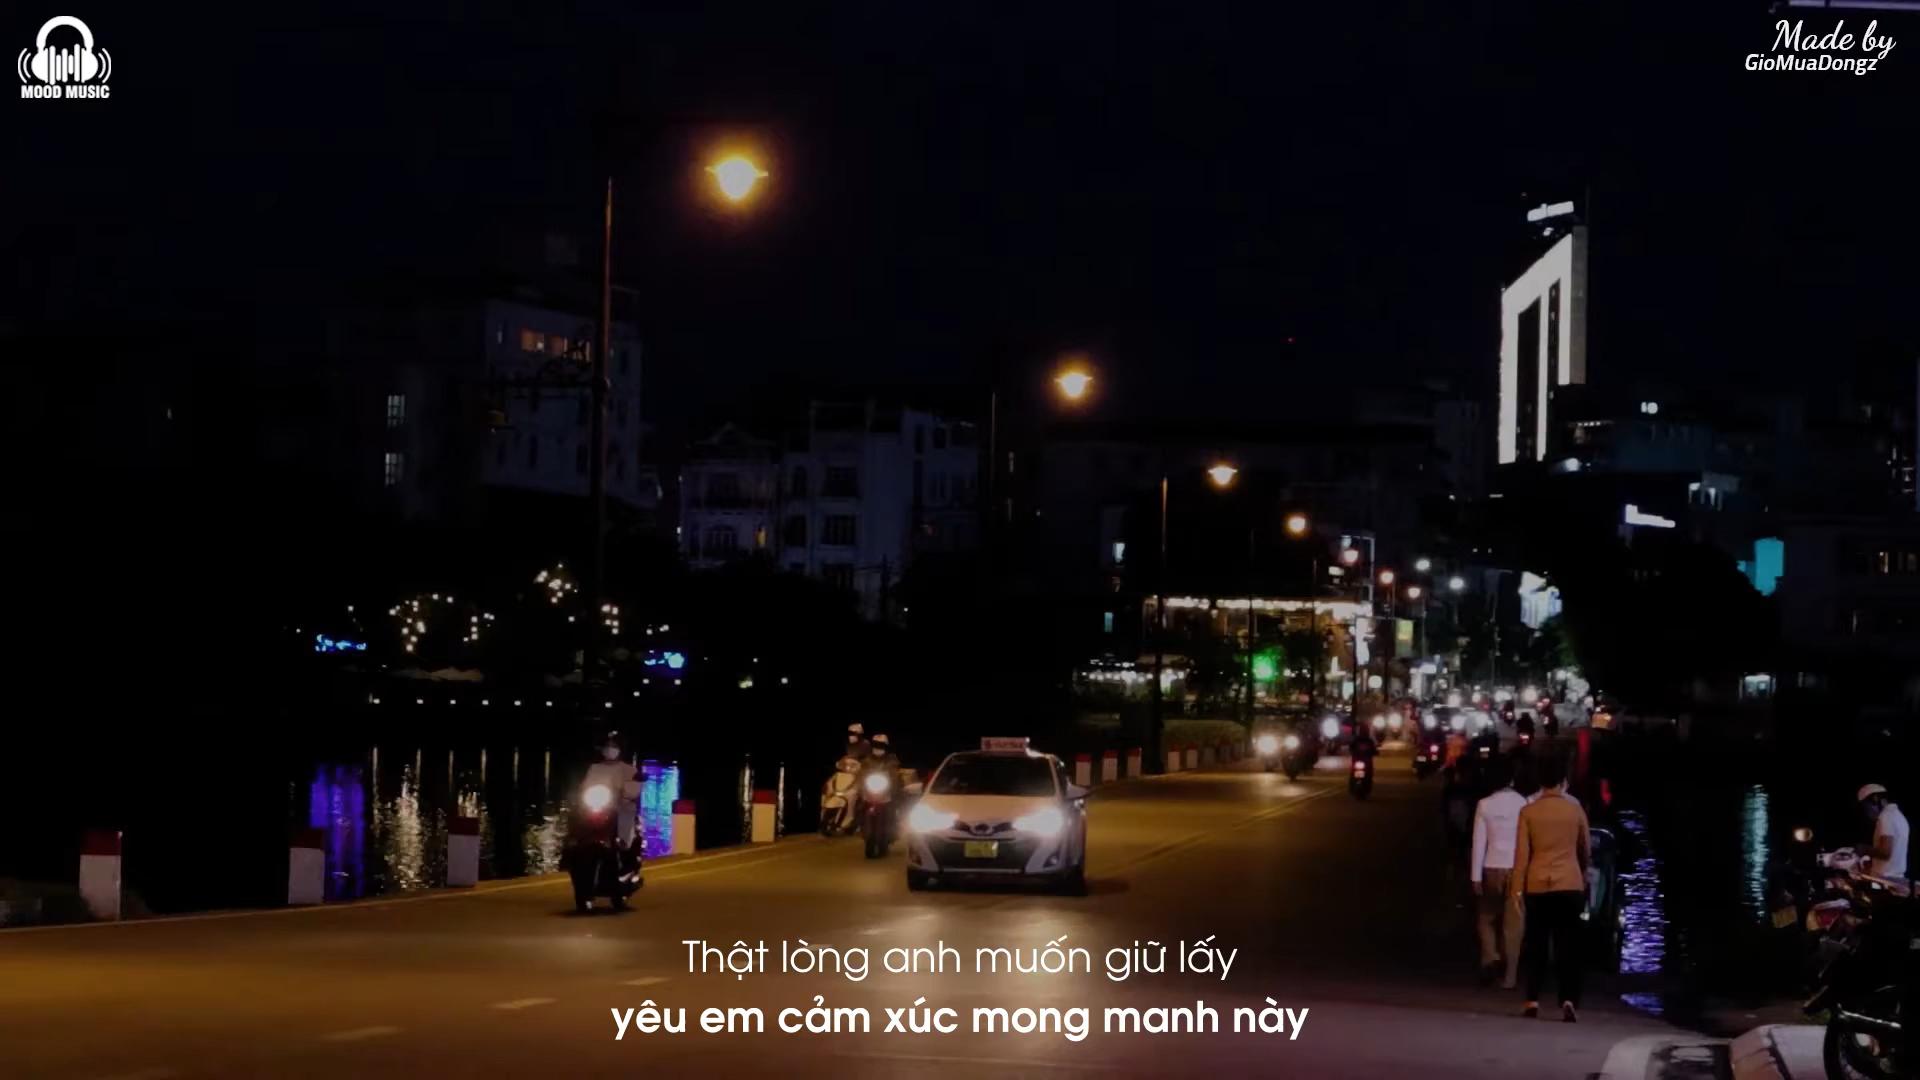 MOOD MUSIC
Made by
GioMuaDongz
Thật lòng anh muốn giữ lấy
yêu em cảm xúc mong manh này